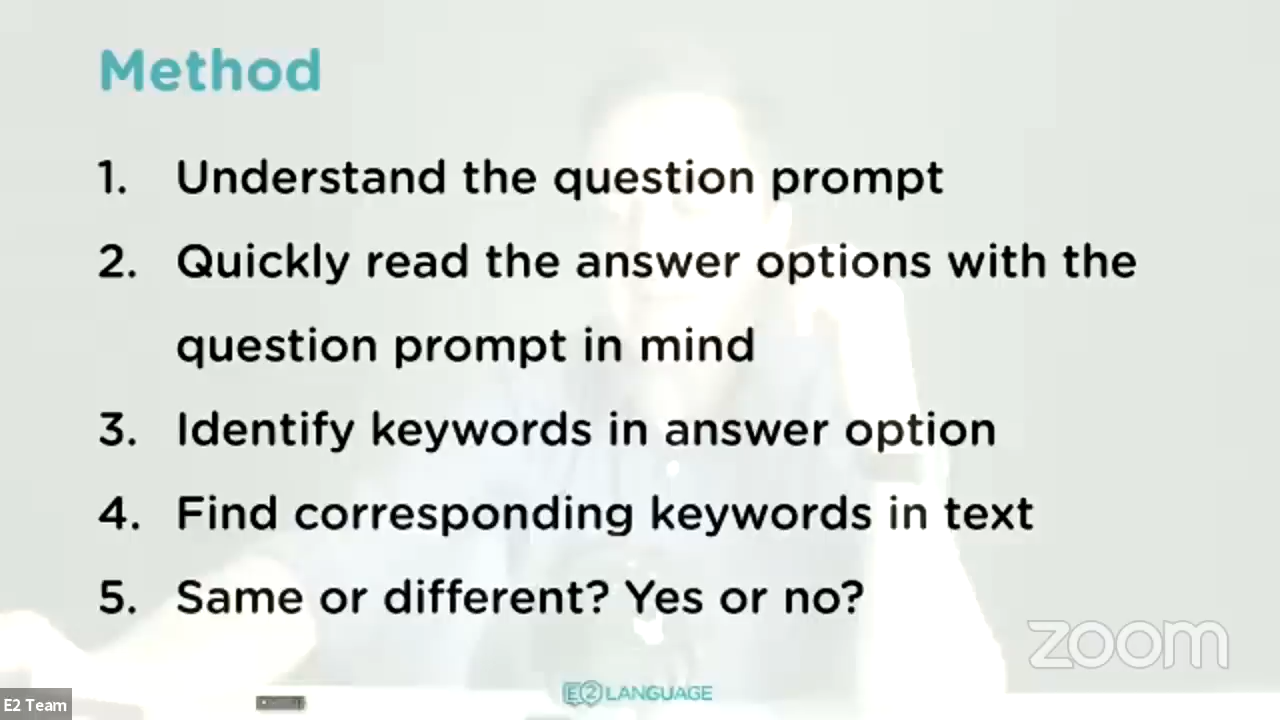 Method
1. Understand the question prompt
2. Quickly read the answer options with the
question prompt in mind
3. Identify keywords in answer option
4. Find corresponding keywords in text
5. Same or different? Yes or no?
zoom
E2 LANGUAGE
E2 Team